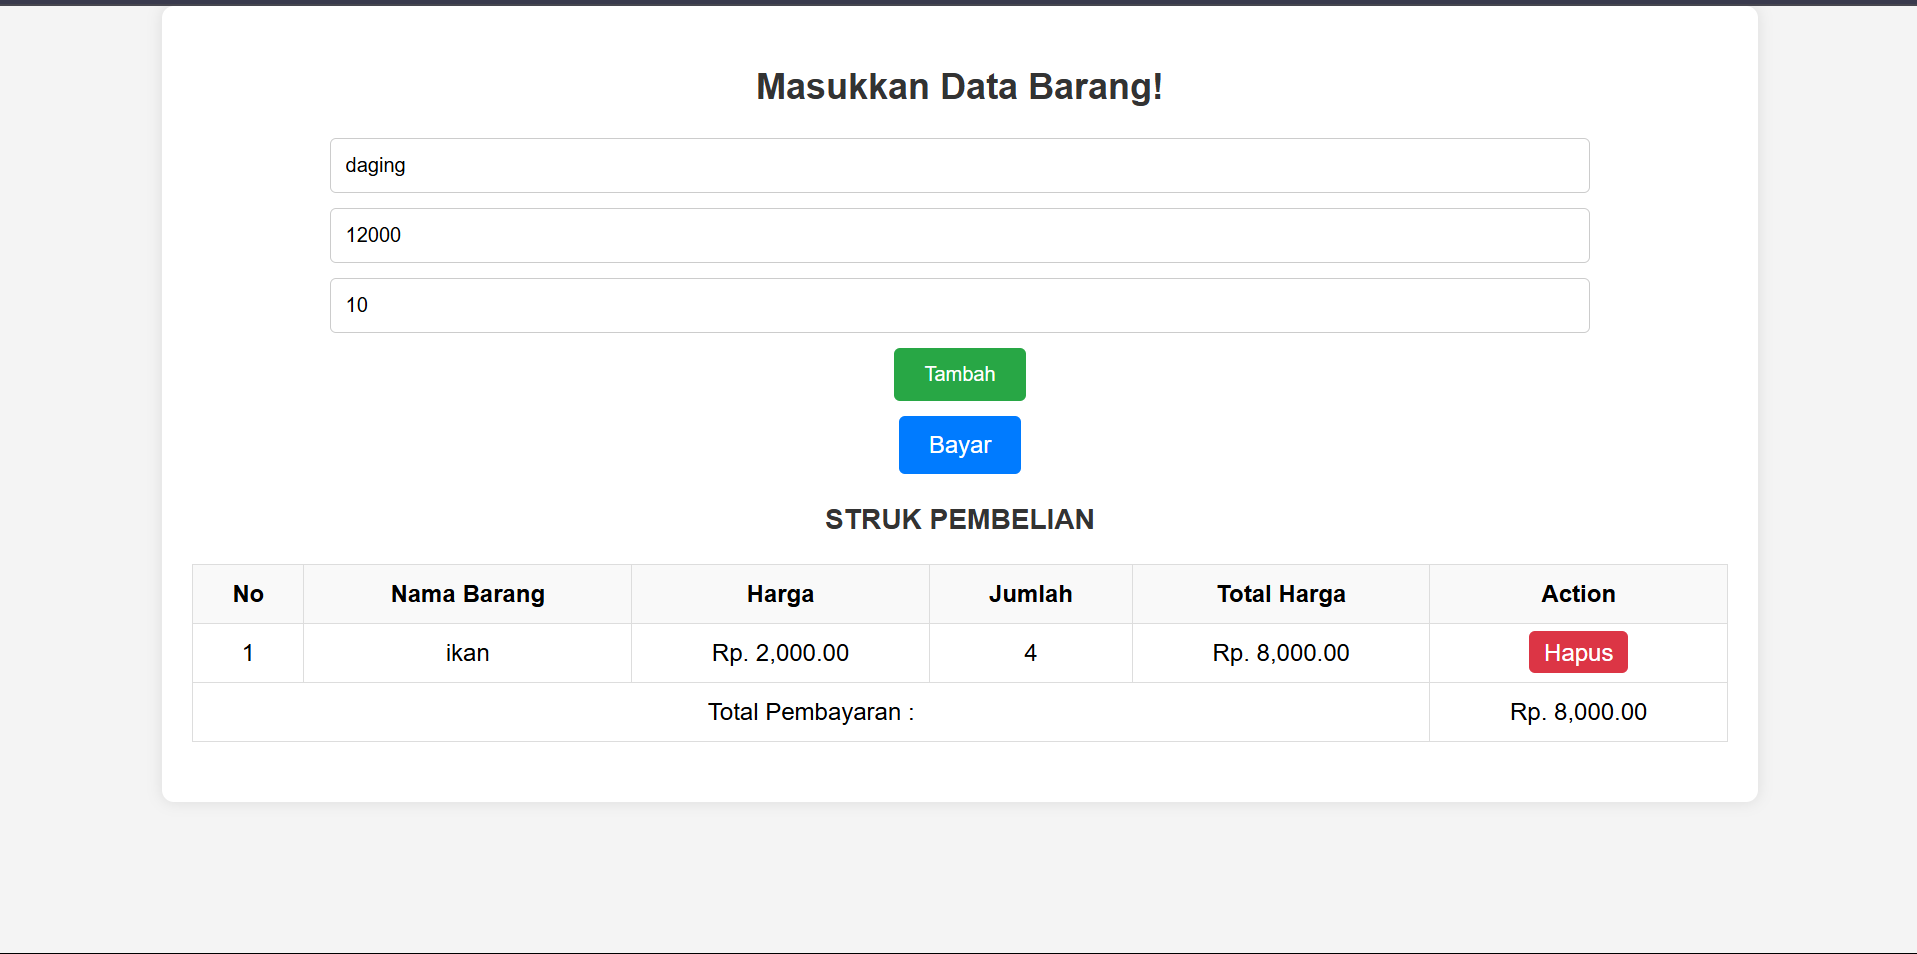 Masukkan Data Barang!
daging
12000
10
Tambah
Bayar
STRUK PEMBELIAN
No Nama Barang Harga Jumlah Total Harga Action
1 ikan Rp. 2,000.00 4 Rp. 8,000.00 Hapus
Total Pembayaran : Rp. 8,000.00